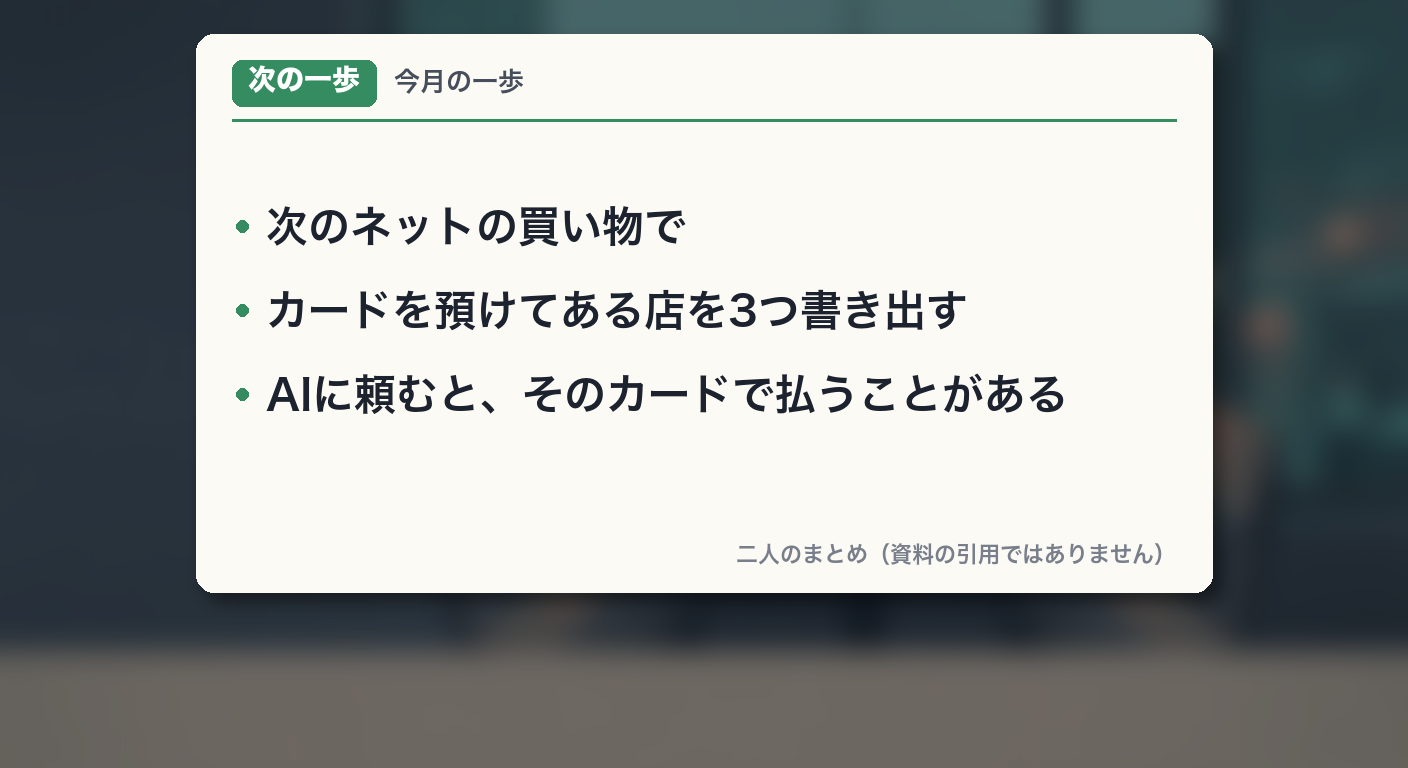 次の一歩 今月の一歩
• 次のネットの買い物で
• カードを預けてある店を3つ書き出す
• AIに頼むと、そのカードで払うことがある
二人のまとめ（資料の引用ではありません）